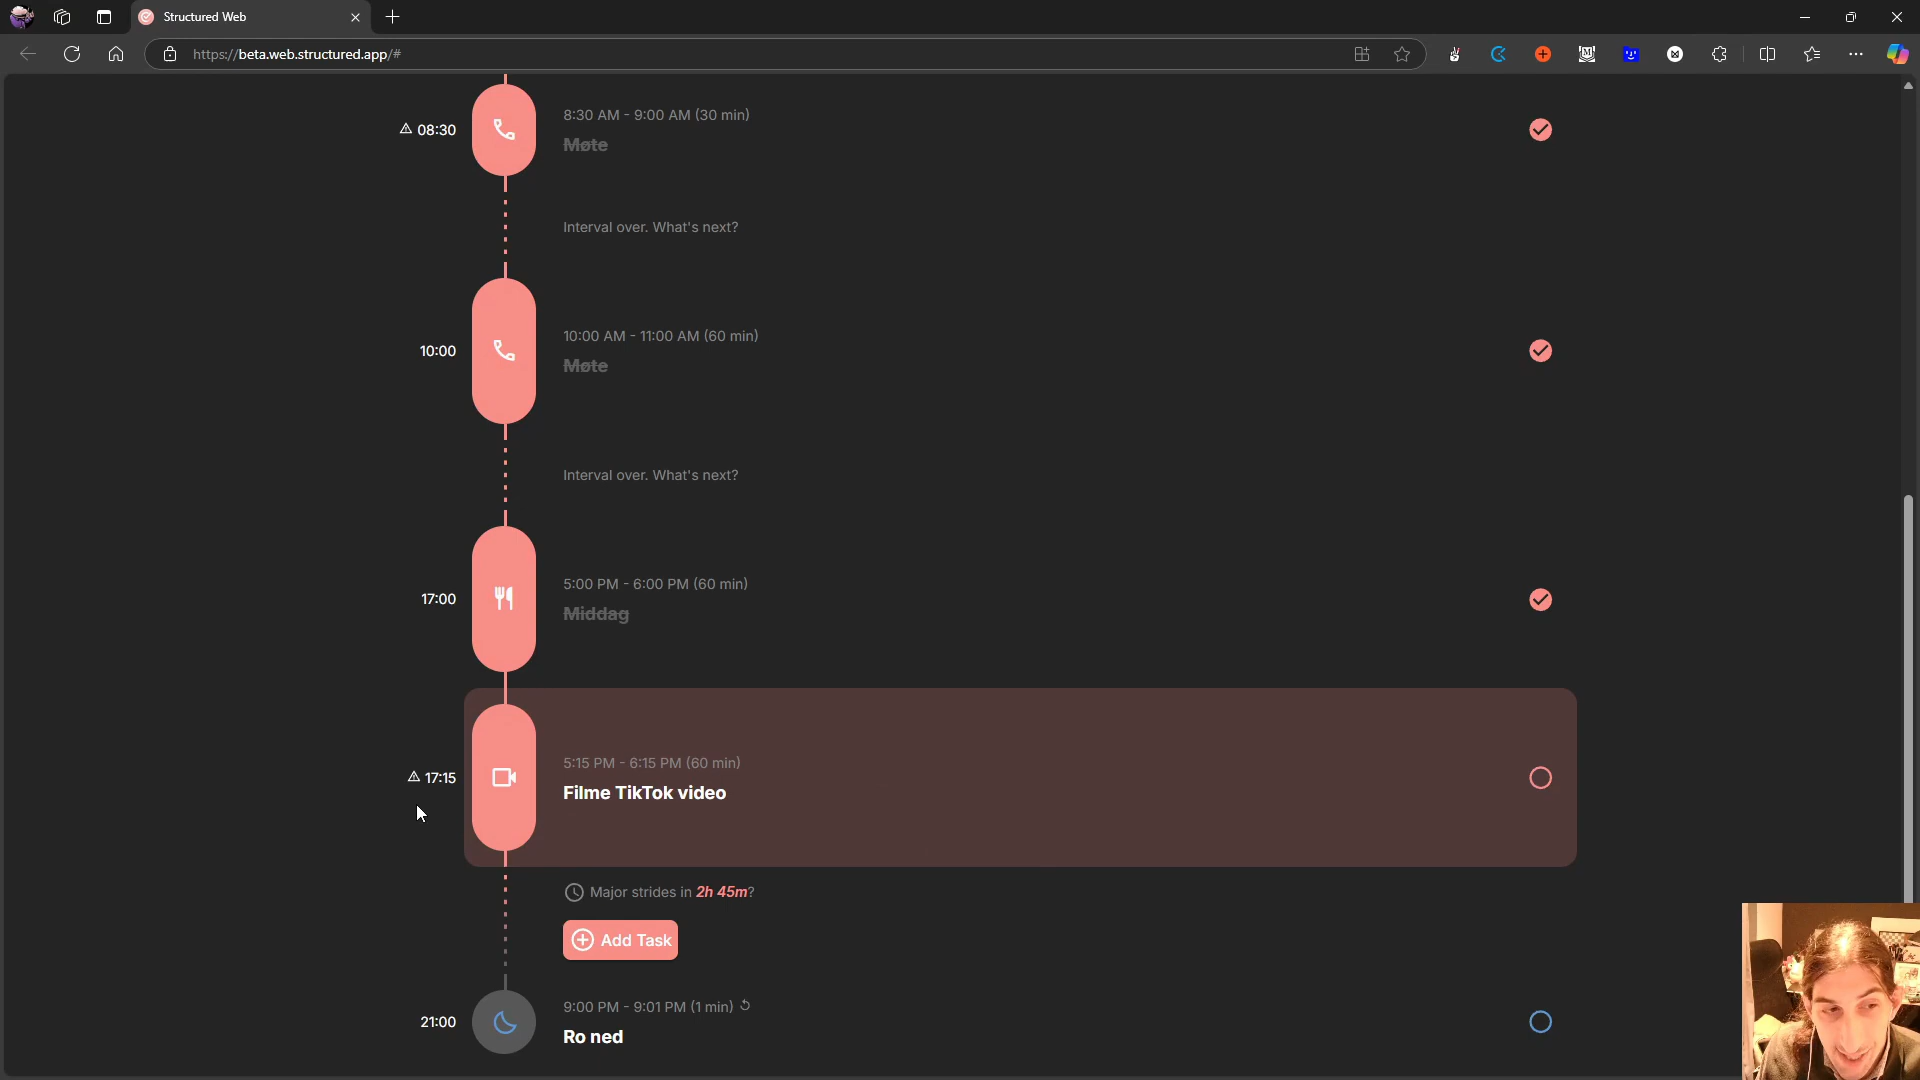 Structured Web
https://beta.web.structured.app/#
08:30
8:30 AM - 9:00 AM (30 min)
Møte
Interval over. What's next?
10:00
10:00 AM - 11:00 AM (60 min)
Møte
Interval over. What's next?
17:00
5:00 PM - 6:00 PM (60 min)
Middag
17:15
5:15 PM - 6:15 PM (60 min)
Filme TikTok video
Major strides in 2h 45m?
Add Task
21:00
9:00 PM - 9:01 PM (1 min)
Ro ned